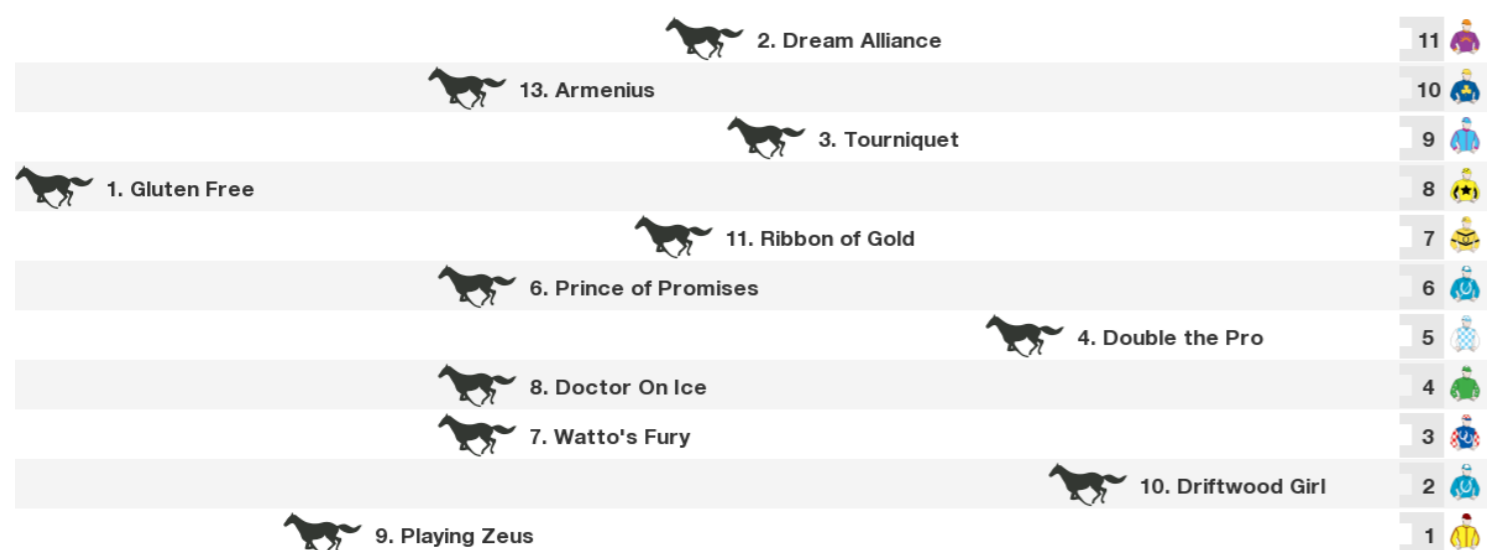 2. Dream Alliance 11
13. Armenius 10
3. Tourniquet 9
1. Gluten Free 8
11. Ribbon of Gold 7
6. Prince of Promises 6
4. Double the Pro 5
8. Doctor On Ice 4
7. Watto's Fury 3
10. Driftwood Girl 2
9. Playing Zeus 1